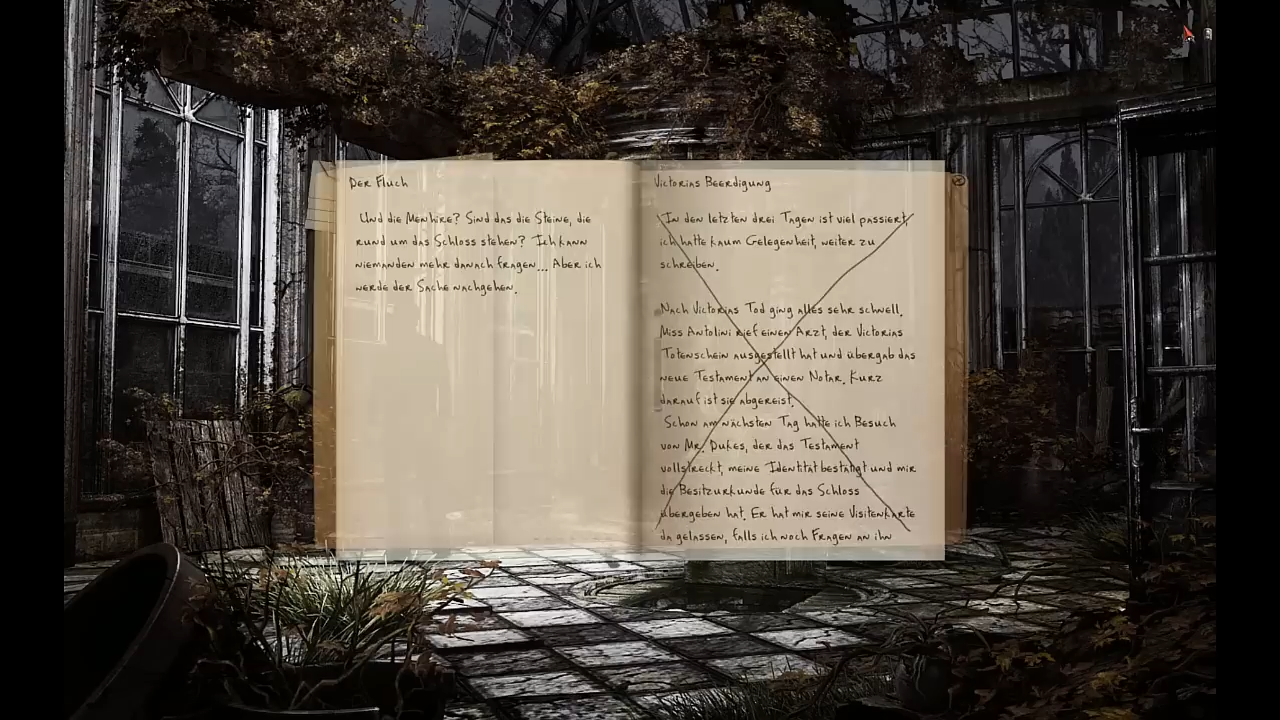 Der Fluch
Und die Menhire? Sind das die Steine, die
rund um das Schloss stehen? Ich kann
niemanden mehr danach fragen... Aber ich
werde der Sache nachgehen.
Victorias Beerdigung
In den letzten drei Tagen ist viel passiert,
ich hatte kaum Gelegenheit, weiter zu
schreiben.
Nach Victorias Tod ging alles sehr schnell.
Miss Antolini rief einen Arzt, der Victorias
Totenschein ausgestellt hat und übergab das
neue Testament an einen Notar. Kurz
darauf ist sie abgereist.
Schon am nächsten Tag hatte ich Besuch
von Mr. Dukes, der das Testament
vollstreckt, meine Identität bestätigt und mir
die Besitzurkunde für das Schloss
übergeben hat. Er hat mir seine Visitenkarte
da gelassen, falls ich noch Fragen an ihn